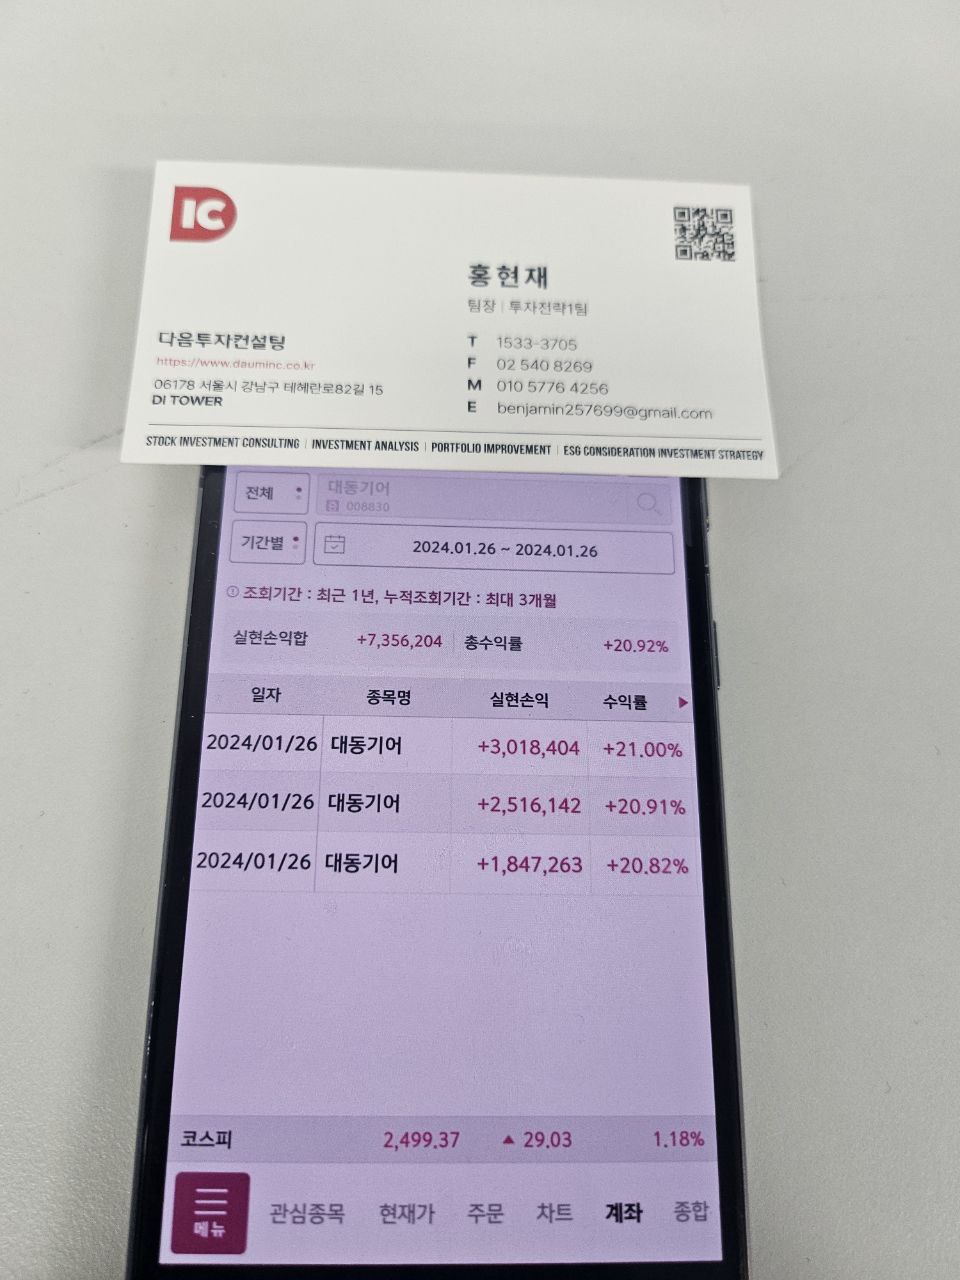 IC
홍현재
팀장 | 투자전략1팀
다음투자컨설팅
https://www.dauminc.co.kr
06178 서울시 강남구 테헤란로82길 15
DI TOWER
T 1533-3705
F 02 540 8269
M 010 5776 4256
E benjamin257699@gmail.com
STOCK INVESTMENT CONSULTING | INVESTMENT ANALYSIS | PORTFOLIO IMPROVEMENT | ESG CONSIDERATION INVESTMENT STRATEGY
전체 대동기어
008830
기간별 2024.01.26 ~ 2024.01.26
조회기간 : 최근 1년, 누적조회기간 : 최대 3개월
실현손익합 +7,356,204 총수익률 +20.92%
일자 종목명 실현손익 수익률
2024/01/26 대동기어 +3,018,404 +21.00%
2024/01/26 대동기어 +2,516,142 +20.91%
2024/01/26 대동기어 +1,847,263 +20.82%
코스피 2,499.37 ▲ 29.03 1.18%
메뉴 관심종목 현재가 주문 차트 계좌 종합